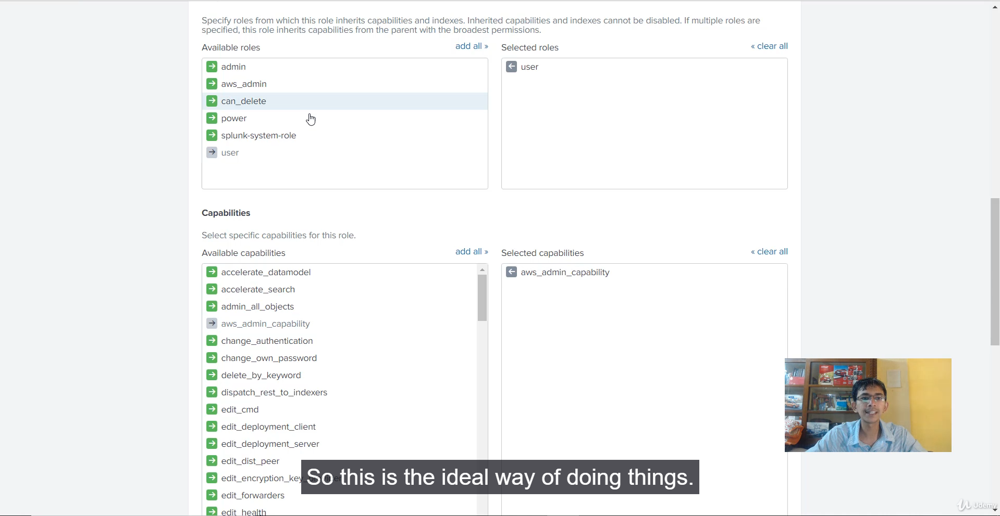 Specify roles from which this role inherits capabilities and indexes. Inherited capabilities and indexes cannot be disabled. If multiple roles are
specified, this role inherits capabilities from the parent with the broadest permissions.
Available roles
add all »
Selected roles
« clear all
admin
aws_admin
can_delete
power
splunk-system-role
user
user
Capabilities
Select specific capabilities for this role.
Available capabilities
add all »
Selected capabilities
« clear all
accelerate_datamodel
accelerate_search
admin_all_objects
aws_admin_capability
change_authentication
change_own_password
delete_by_keyword
dispatch_rest_to_indexers
edit_cmd
edit_deployment_client
edit_deployment_server
edit_dist_peer
edit_encryption_key_provider
edit_forwarders
edit_health
aws_admin_capability
So this is the ideal way of doing things.
Udemy